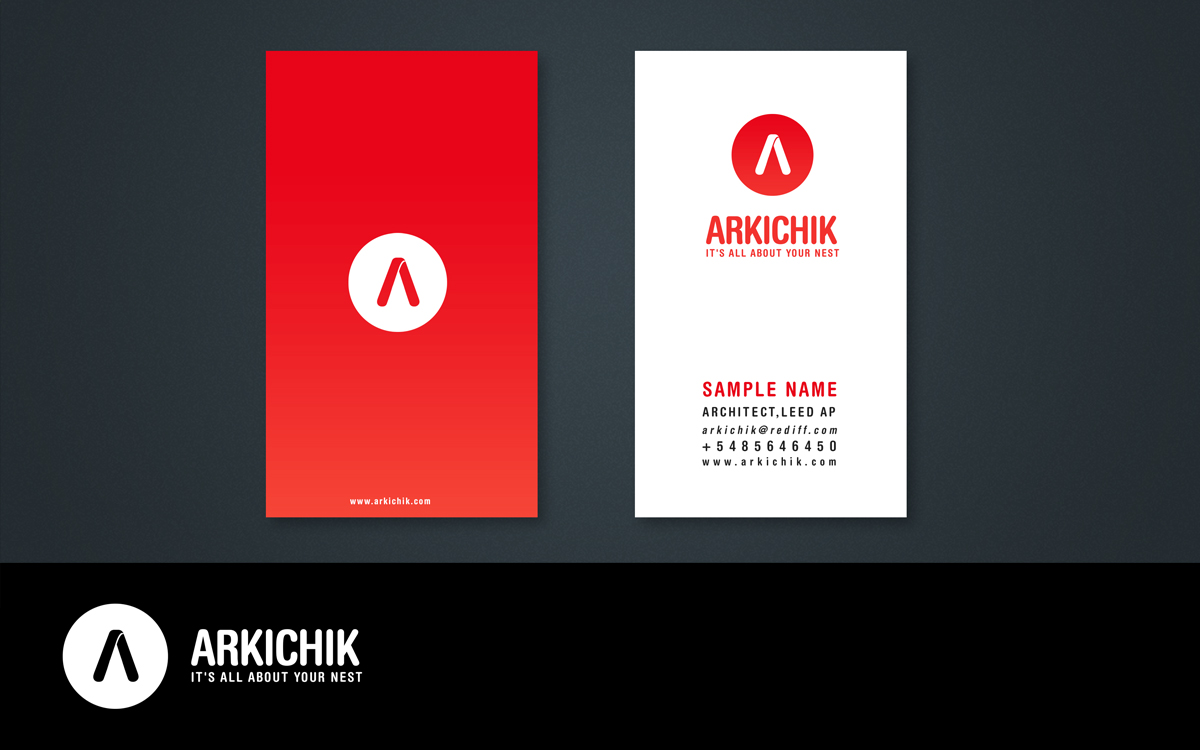 www.arkichik.com
ARKICHIK
IT'S ALL ABOUT YOUR NEST
SAMPLE NAME
ARCHITECT,LEED AP
arkichik@rediff.com
+5485646450
www.arkichik.com
ARKICHIK
IT'S ALL ABOUT YOUR NEST